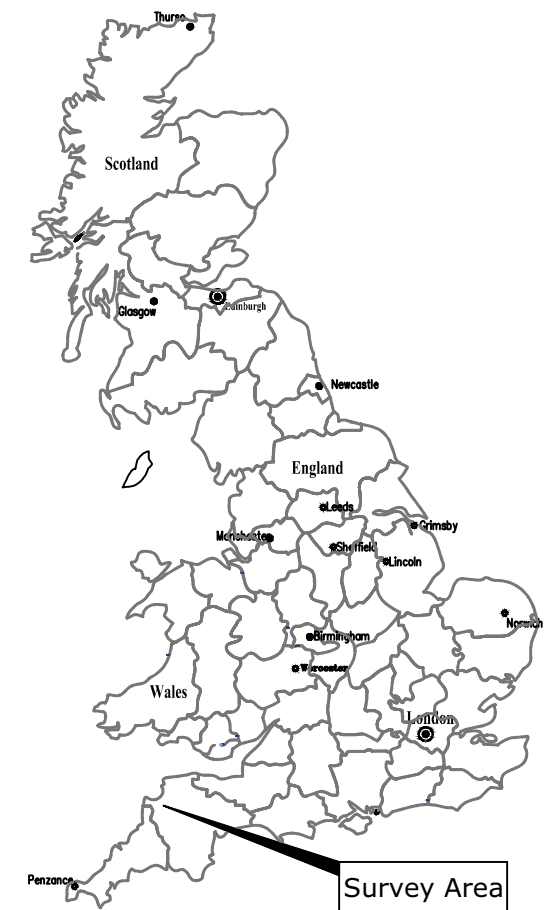 Thurso
Scotland
Edinburgh
Glasgow
Newcastle
England
Leeds
Grimsby
Manchester
Sheffield
Lincoln
Norwich
Birmingham
Worcester
Wales
London
Penzance
Survey Area